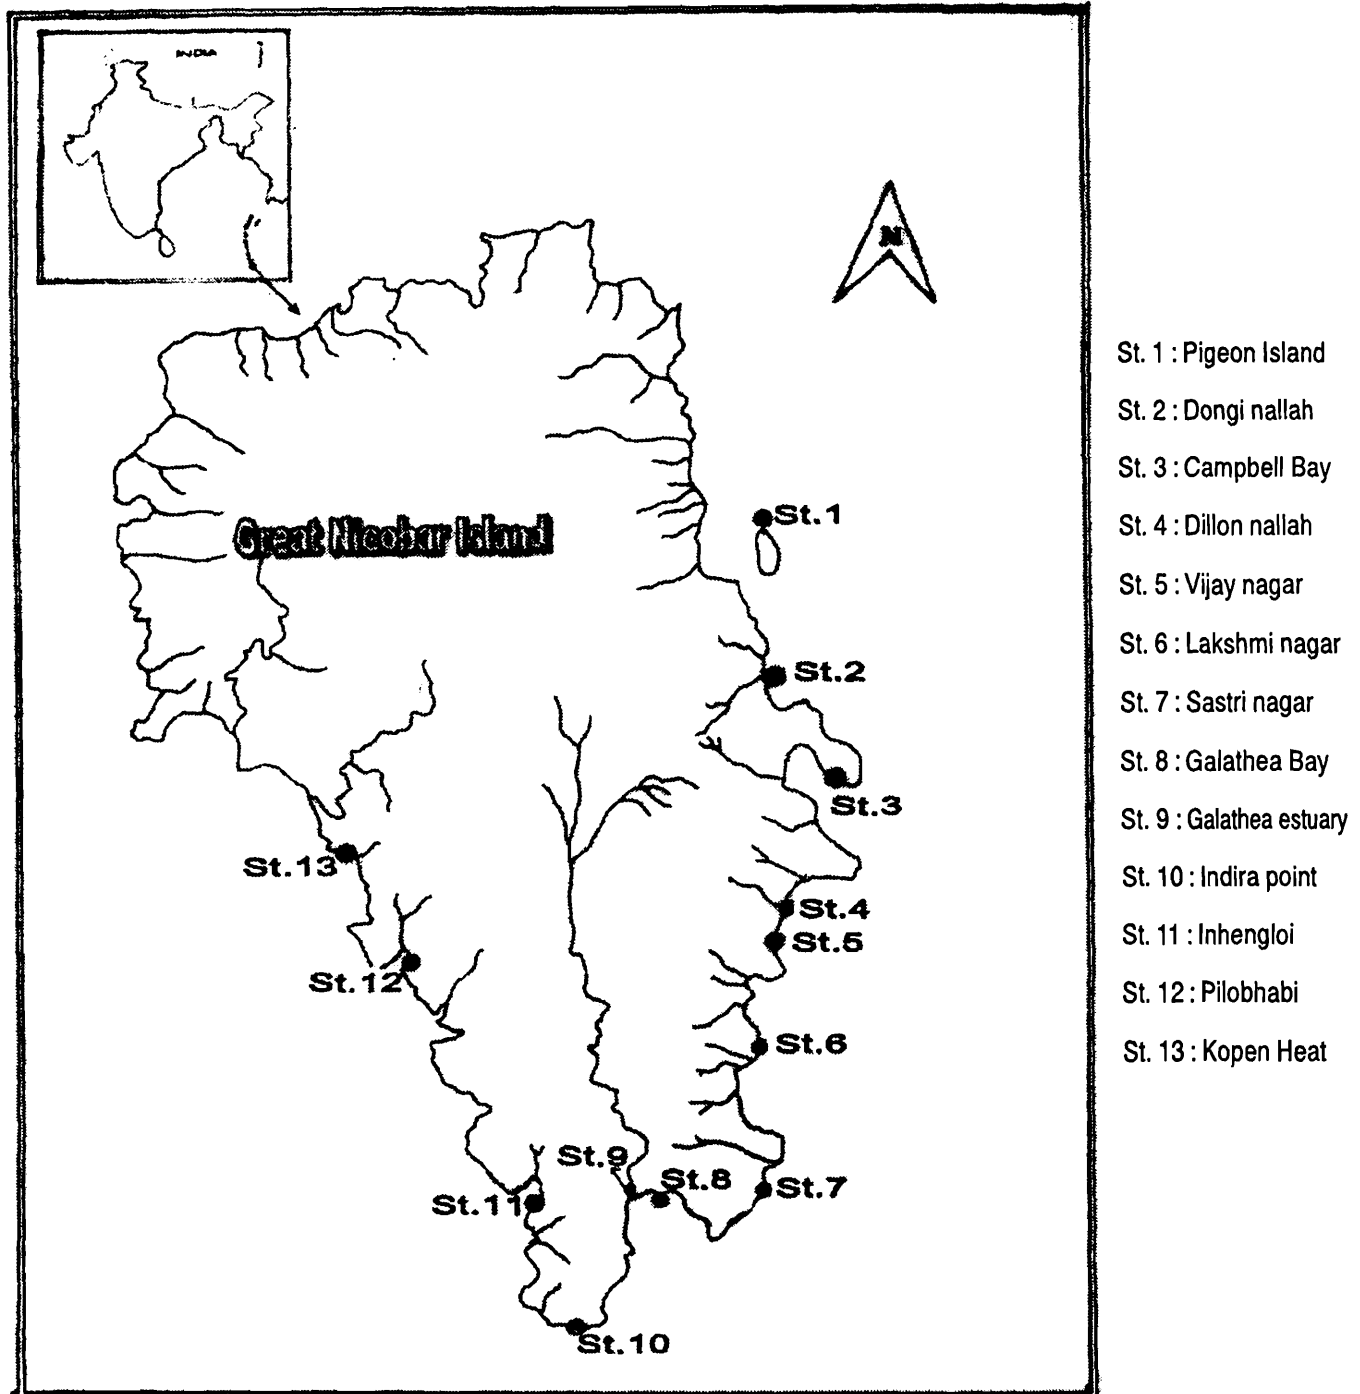 INDIA
N
Great Nicobar Island
St.1
St.2
St.3
St.4
St.5
St.6
St.7
St.8
St.9
St.10
St.11
St.12
St.13
St. 1 : Pigeon Island
St. 2 : Dongi nallah
St. 3 : Campbell Bay
St. 4 : Dillon nallah
St. 5 : Vijay nagar
St. 6 : Lakshmi nagar
St. 7 : Sastri nagar
St. 8 : Galathea Bay
St. 9 : Galathea estuary
St. 10 : Indira point
St. 11 : Inhengloi
St. 12 : Pilobhabi
St. 13 : Kopen Heat